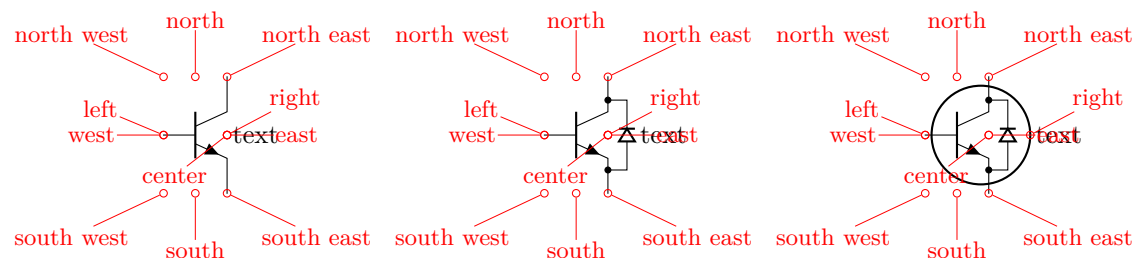 north north north
north west north east north west north east north west north east
left right left right left right
west text east west text east west text east
center center center
south west south east south west south east south west south east
south south south